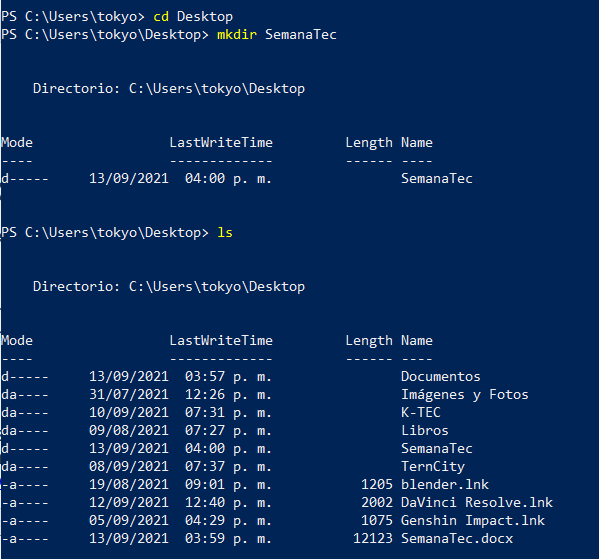 PS C:\Users\tokyo> cd Desktop
PS C:\Users\tokyo\Desktop> mkdir SemanaTec
Directorio: C:\Users\tokyo\Desktop
Mode LastWriteTime Length Name
---- ------------- ------ ----
d----- 13/09/2021 04:00 p. m. SemanaTec
PS C:\Users\tokyo\Desktop> ls
Directorio: C:\Users\tokyo\Desktop
Mode LastWriteTime Length Name
---- ------------- ------ ----
d----- 13/09/2021 03:57 p. m. Documentos
da---- 31/07/2021 12:26 p. m. Imágenes y Fotos
da---- 10/09/2021 07:31 p. m. K-TEC
da---- 09/08/2021 07:27 p. m. Libros
d----- 13/09/2021 04:00 p. m. SemanaTec
da---- 08/09/2021 07:37 p. m. TernCity
-a---- 19/08/2021 09:01 p. m. 1205 blender.lnk
-a---- 12/09/2021 12:40 p. m. 2002 DaVinci Resolve.lnk
-a---- 05/09/2021 04:29 p. m. 1075 Genshin Impact.lnk
-a---- 13/09/2021 03:59 p. m. 12123 SemanaTec.docx